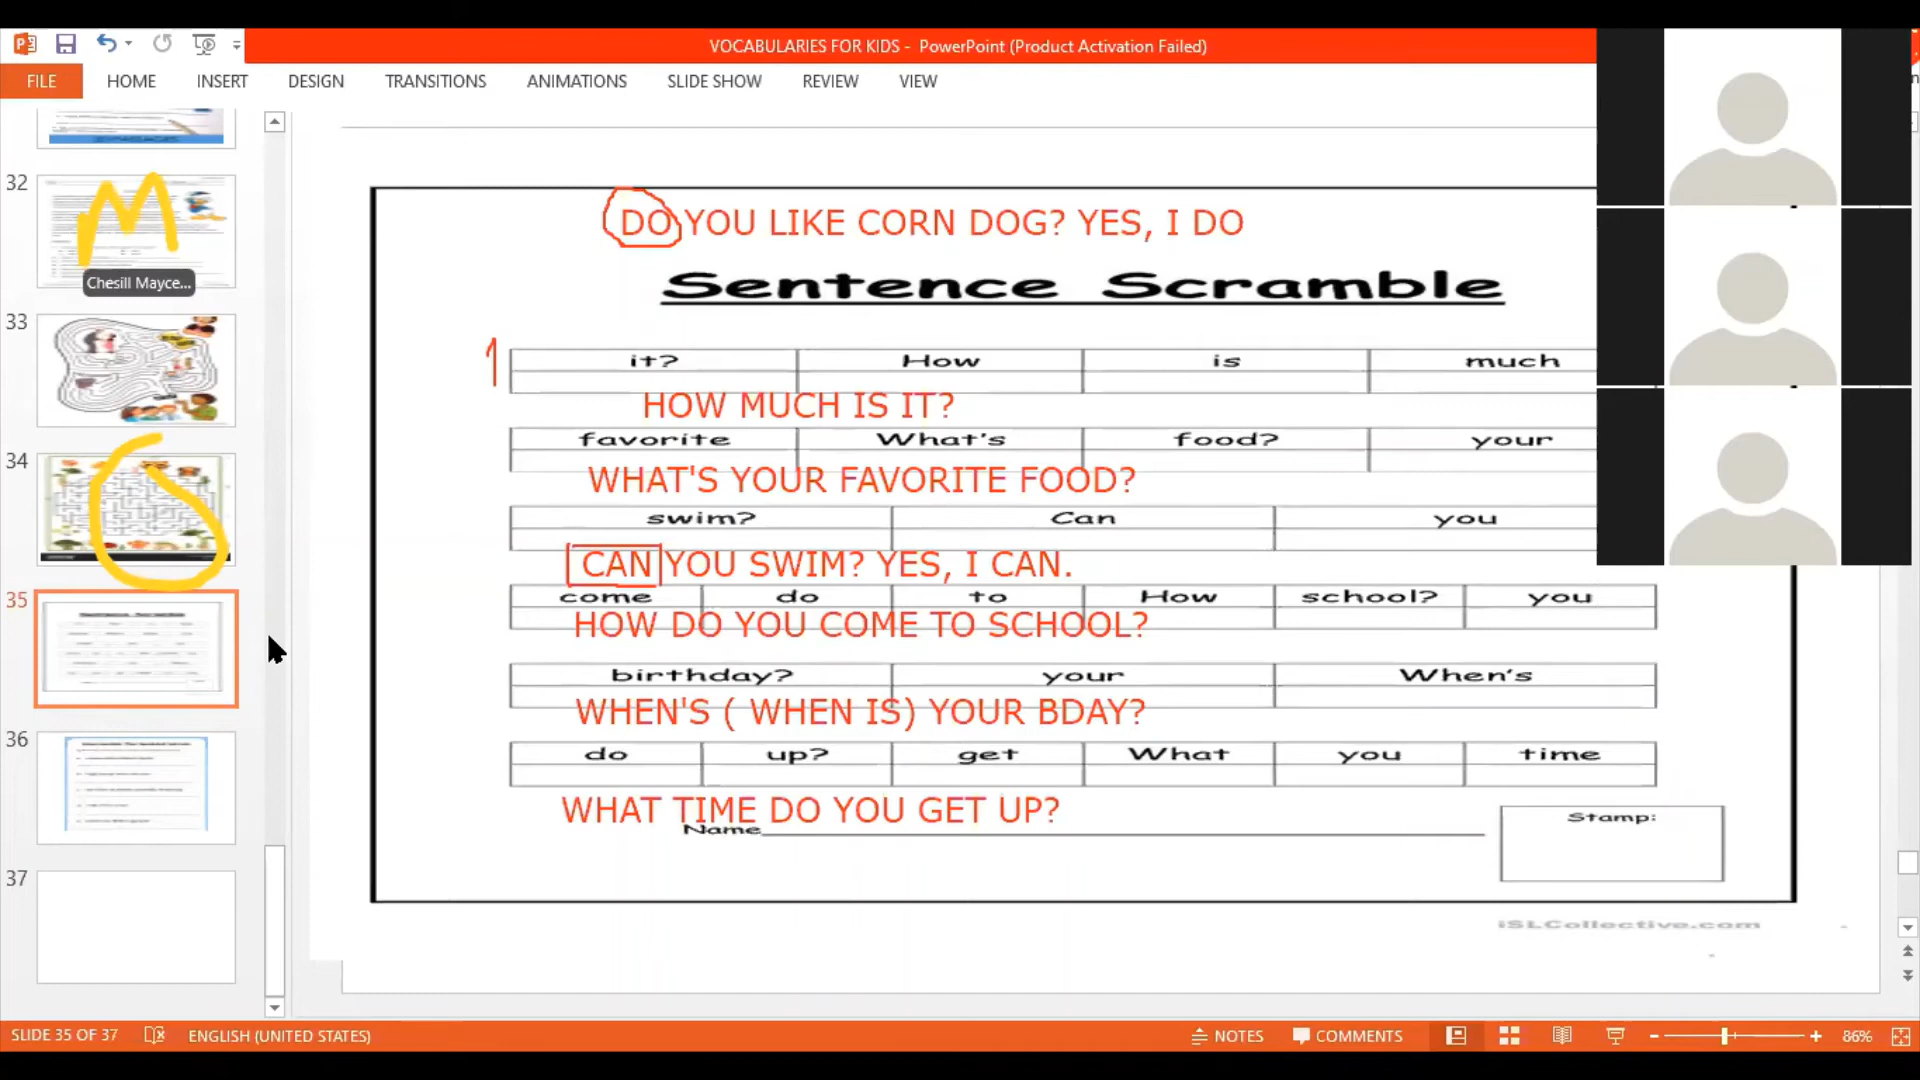 VOCABULARIES FOR KIDS - PowerPoint (Product Activation Failed)
FILE HOME INSERT DESIGN TRANSITIONS ANIMATIONS SLIDE SHOW REVIEW VIEW
32
M
Chesill Mayce...
33
34
35
36
37
DO YOU LIKE CORN DOG? YES, I DO
Sentence Scramble
1
it? How is much
HOW MUCH IS IT?
favorite What's food? your
WHAT'S YOUR FAVORITE FOOD?
swim? Can you
CAN YOU SWIM? YES, I CAN.
come do to How school? you
HOW DO YOU COME TO SCHOOL?
birthday? your When's
WHEN'S ( WHEN IS) YOUR BDAY?
do up? get What you time
WHAT TIME DO YOU GET UP?
Name
Stamp:
iSLCollective.com
SLIDE 35 OF 37 ENGLISH (UNITED STATES) NOTES COMMENTS 86%